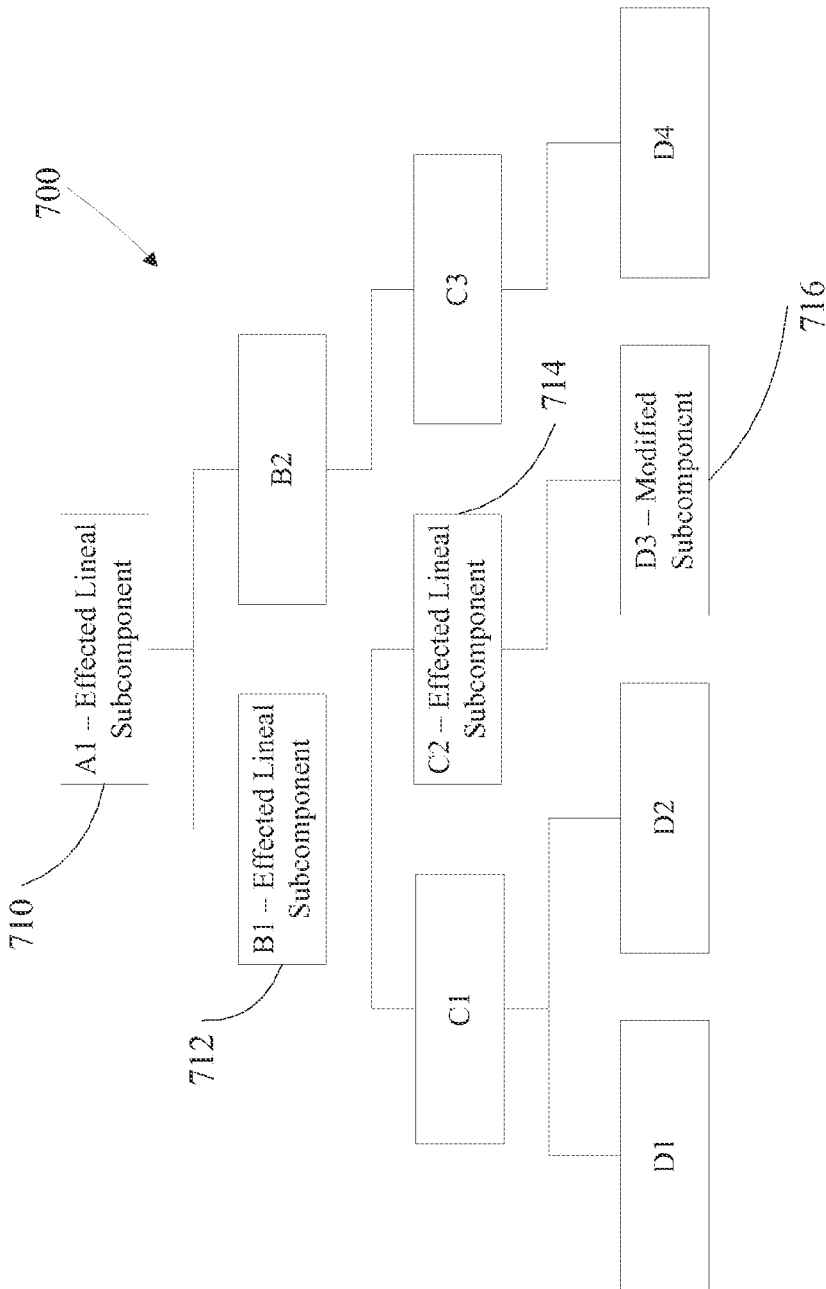 700
710
A1 – Effected Lineal
Subcomponent
712
B1 – Effected Lineal
Subcomponent
B2
714
C1
C2 – Effected Lineal
Subcomponent
C3
D1
D2
D3 – Modified
Subcomponent
D4
716